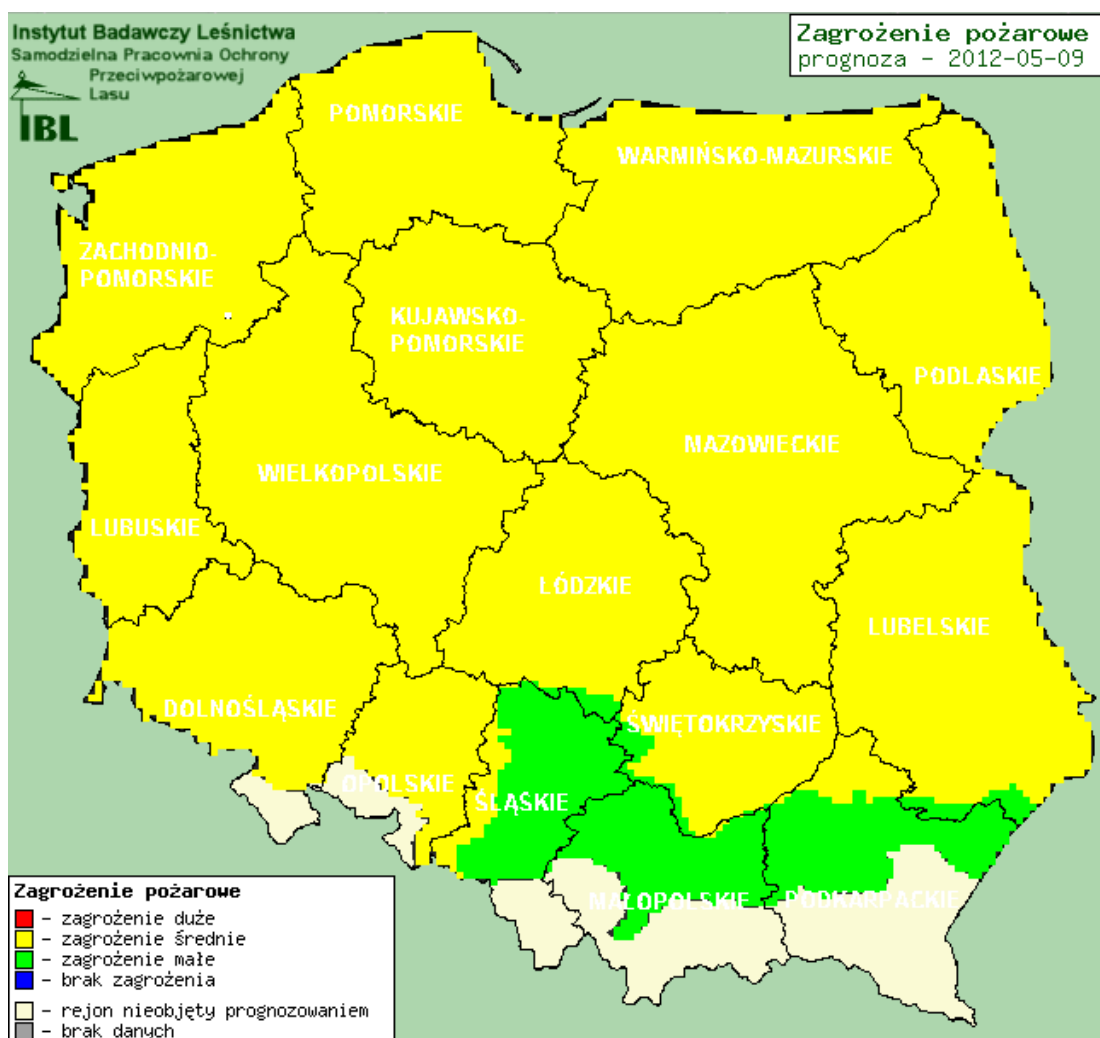 Instytut Badawczy Leśnictwa
Samodzielna Pracownia Ochrony
Przeciwpożarowej
Lasu
IBL
Zagrożenie pożarowe
prognoza - 2012-05-09
POMORSKIE
WARMIŃSKO-MAZURSKIE
ZACHODNIO-
POMORSKIE
KUJAWSKO-
POMORSKIE
PODLASKIE
MAZOWIECKIE
WIELKOPOLSKIE
LUBUSKIE
ŁÓDZKIE
LUBELSKIE
DOLNOŚLĄSKIE
ŚWIĘTOKRZYSKIE
OPOLSKIE
ŚLĄSKIE
MAŁOPOLSKIE
PODKARPACKIE
Zagrożenie pożarowe
- zagrożenie duże
- zagrożenie średnie
- zagrożenie małe
- brak zagrożenia
- rejon nieobjęty prognozowaniem
- brak danych